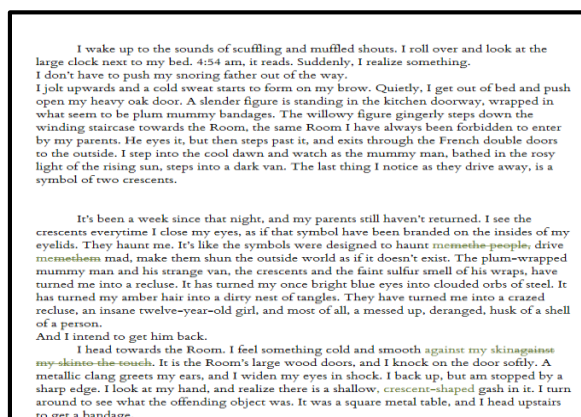 I wake up to the sounds of scuffling and muffled shouts. I roll over and look at the
large clock next to my bed. 4:54 am, it reads. Suddenly, I realize something.
I don't have to push my snoring father out of the way.
I jolt upwards and a cold sweat starts to form on my brow. Quietly, I get out of bed and push
open my heavy oak door. A slender figure is standing in the kitchen doorway, wrapped in
what seem to be plum mummy bandages. The willowy figure gingerly steps down the
winding staircase towards the Room, the same Room I have always been forbidden to enter
by my parents. He eyes it, but then steps past it, and exits through the French double doors
to the outside. I step into the cool dawn and watch as the mummy man, bathed in the rosy
light of the rising sun, steps into a dark van. The last thing I notice as they drive away, is a
symbol of two crescents.
It's been a week since that night, and my parents still haven't returned. I see the
crescents everytime I close my eyes, as if that symbol have been branded on the insides of my
eyelids. They haunt me. It's like the symbols were designed to haunt memethe people, drive
memethem mad, make them shun the outside world as if it doesn't exist. The plum-wrapped
mummy man and his strange van, the crescents and the faint sulfur smell of his wraps, have
turned me into a recluse. It has turned my once bright blue eyes into clouded orbs of steel. It
has turned my amber hair into a dirty nest of tangles. They have turned me into a crazed
recluse, an insane twelve-year-old girl, and most of all, a messed up, deranged, husk of a shell
of a person.
And I intend to get him back.
I head towards the Room. I feel something cold and smooth against my skinagainst
my skinto the touch. It is the Room's large wood doors, and I knock on the door softly. A
metallic clang greets my ears, and I widen my eyes in shock. I back up, but am stopped by a
sharp edge. I look at my hand, and realize there is a shallow, crescent-shaped gash in it. I turn
around to see what the offending object was. It was a square metal table, and I head upstairs
to get a bandage.